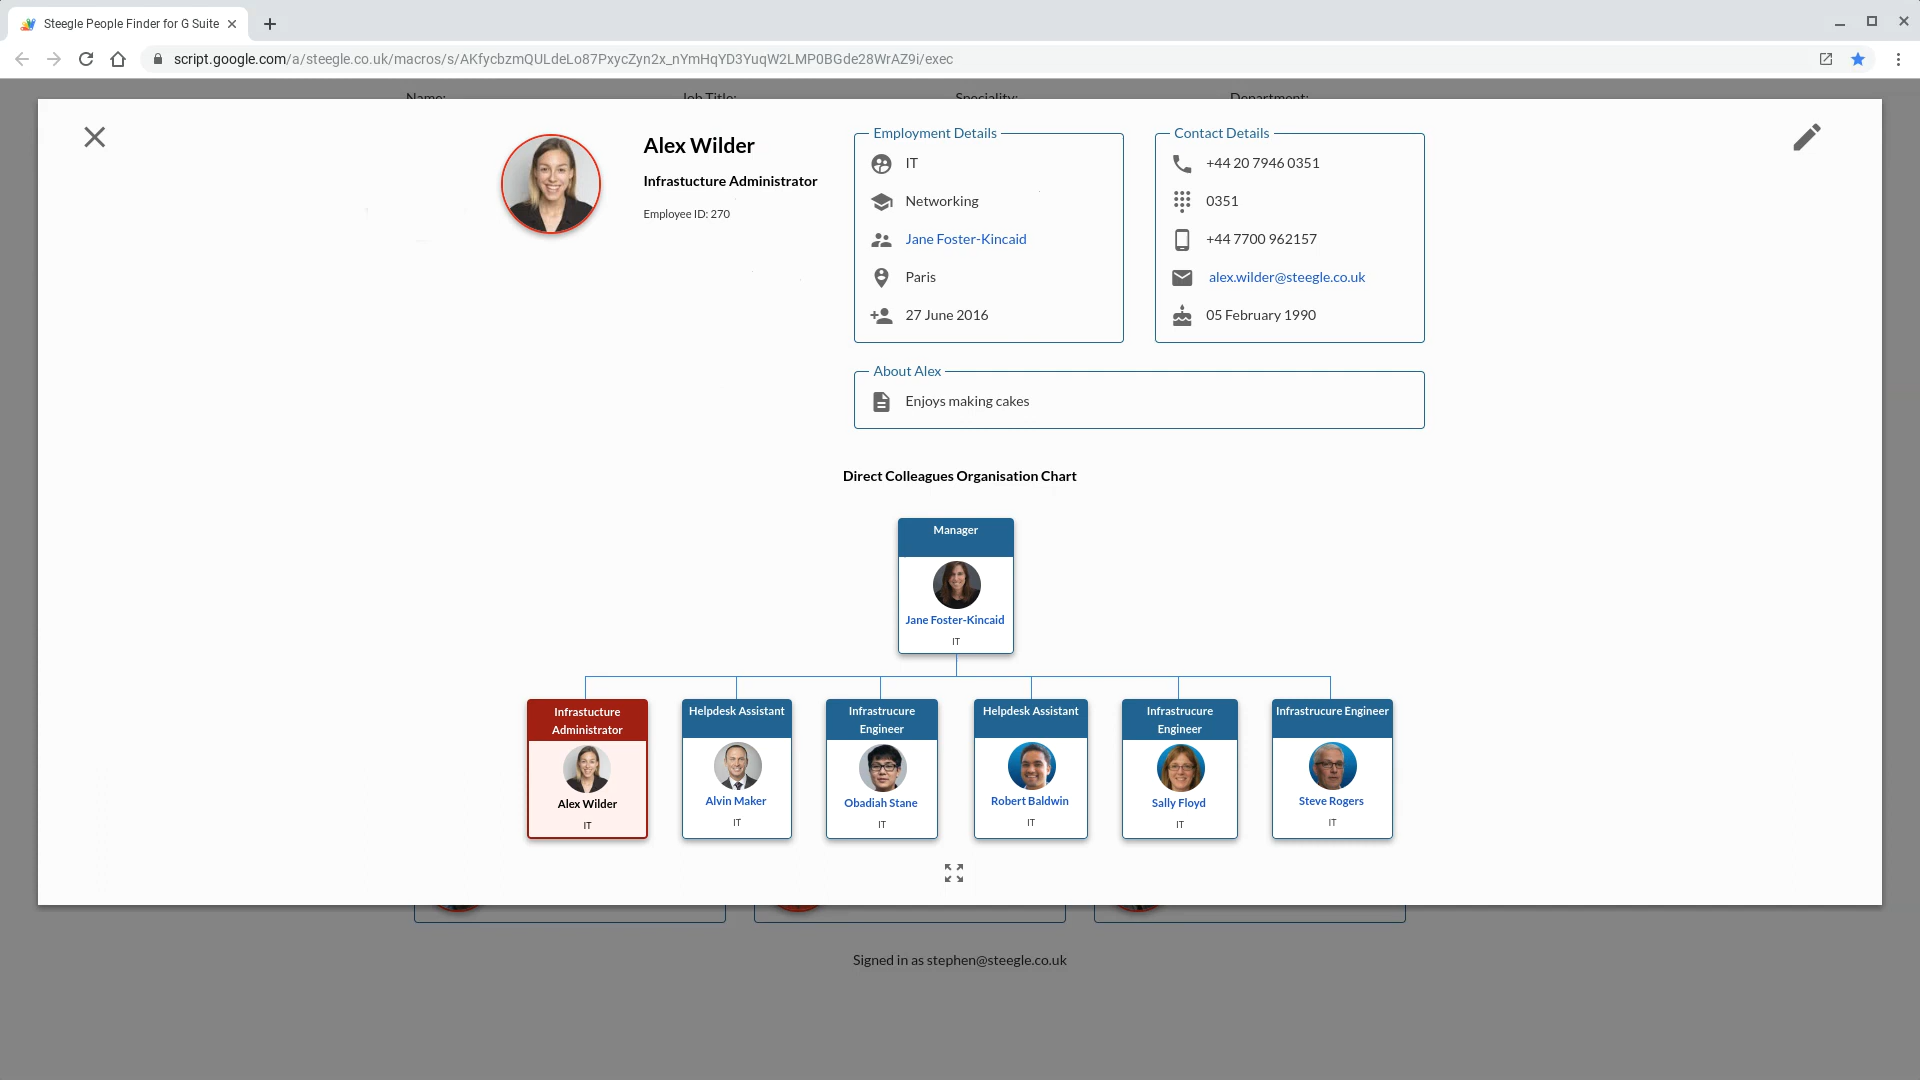 Steegle People Finder for G Suite
script.google.com/a/steegle.co.uk/macros/s/AKfycbzmQULdeLo87PxycZyn2x_nYmHqYD3YuqW2LMP0BGde28WrAZ9i/exec
Name: Job Title: Speciality: Department:
Alex Wilder
Infrastucture Administrator
Employee ID: 270
Employment Details
IT
Networking
Jane Foster-Kincaid
Paris
27 June 2016
Contact Details
+44 20 7946 0351
0351
+44 7700 962157
alex.wilder@steegle.co.uk
05 February 1990
About Alex
Enjoys making cakes
Direct Colleagues Organisation Chart
Manager
Jane Foster-Kincaid
IT
Infrastucture
Administrator
Alex Wilder
IT
Helpdesk Assistant
Alvin Maker
IT
Infrastrucure
Engineer
Obadiah Stane
IT
Helpdesk Assistant
Robert Baldwin
IT
Infrastrucure
Engineer
Sally Floyd
IT
Infrastrucure Engineer
Steve Rogers
IT
Signed in as stephen@steegle.co.uk